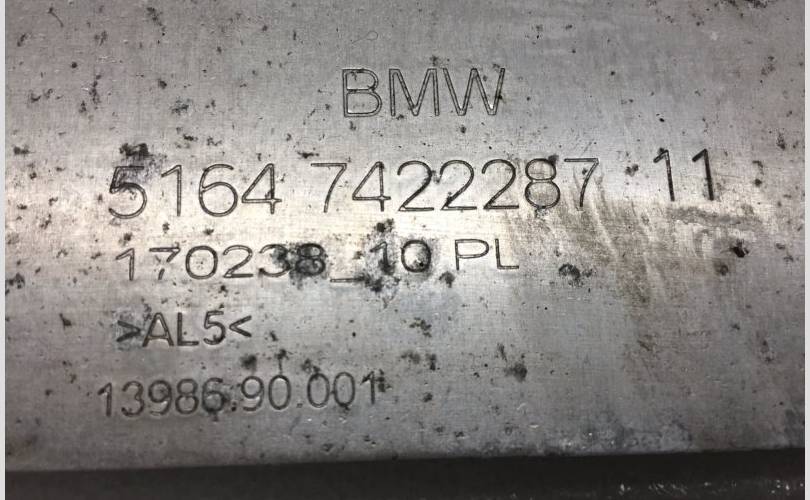 BMW
5164 7422287 11
170238_10 PL
>AL5<
13986.90.001